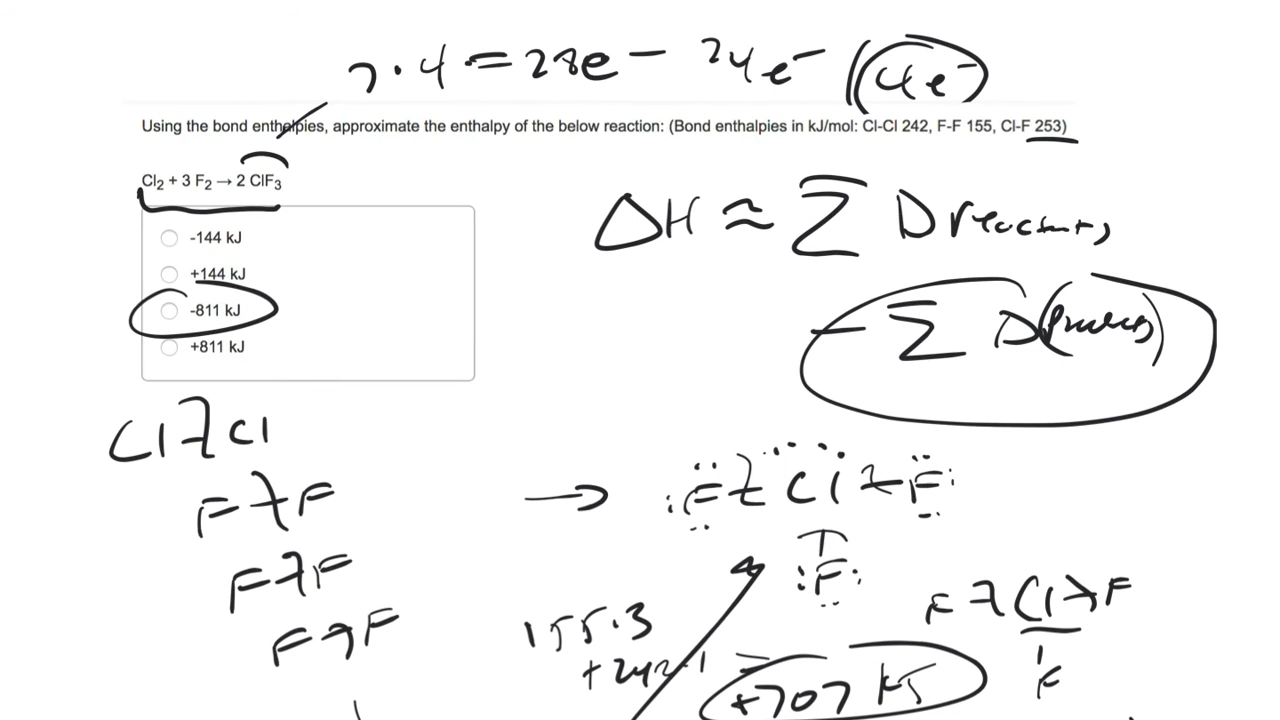 7.4 = 28e- 24e- (4e-)
Using the bond enthalpies, approximate the enthalpy of the below reaction: (Bond enthalpies in kJ/mol: Cl-Cl 242, F-F 155, Cl-F 253)
Cl₂ + 3 F₂ → 2 ClF₃
-144 kJ
+144 kJ
-811 kJ
+811 kJ
ΔH ≈ Σ D reactants
- Σ D(products)
Cl Cl
F F
F F
F F
→ :F Cl F:
:F:
155.3
+242.1 =
+707 kJ
F Cl F
F